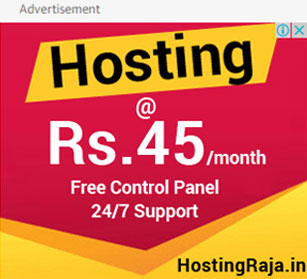 Advertisement
Hosting
@
Rs.45/month
Free Control Panel
24/7 Support
HostingRaja.in